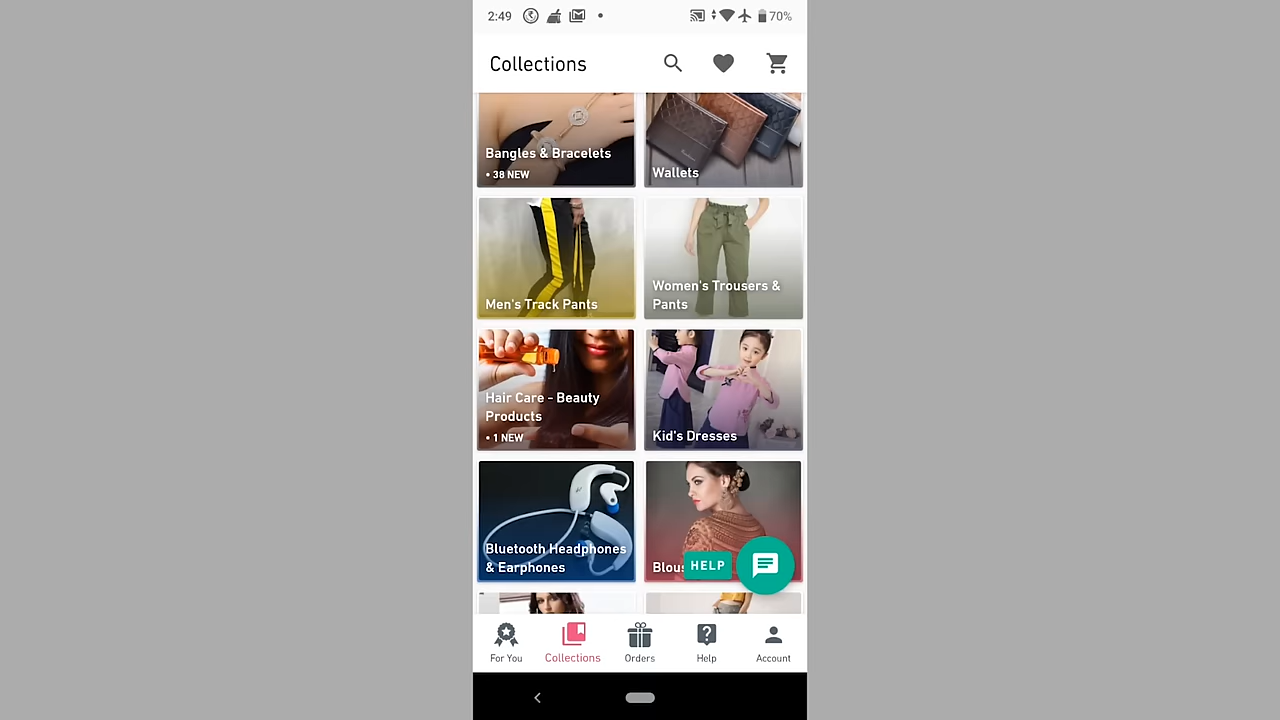 2:49
70%
Collections
Bangles & Bracelets
• 38 NEW
Wallets
Men's Track Pants
Women's Trousers &
Pants
Hair Care - Beauty
Products
• 1 NEW
Kid's Dresses
Bluetooth Headphones
& Earphones
Blous
HELP
For You
Collections
Orders
Help
Account